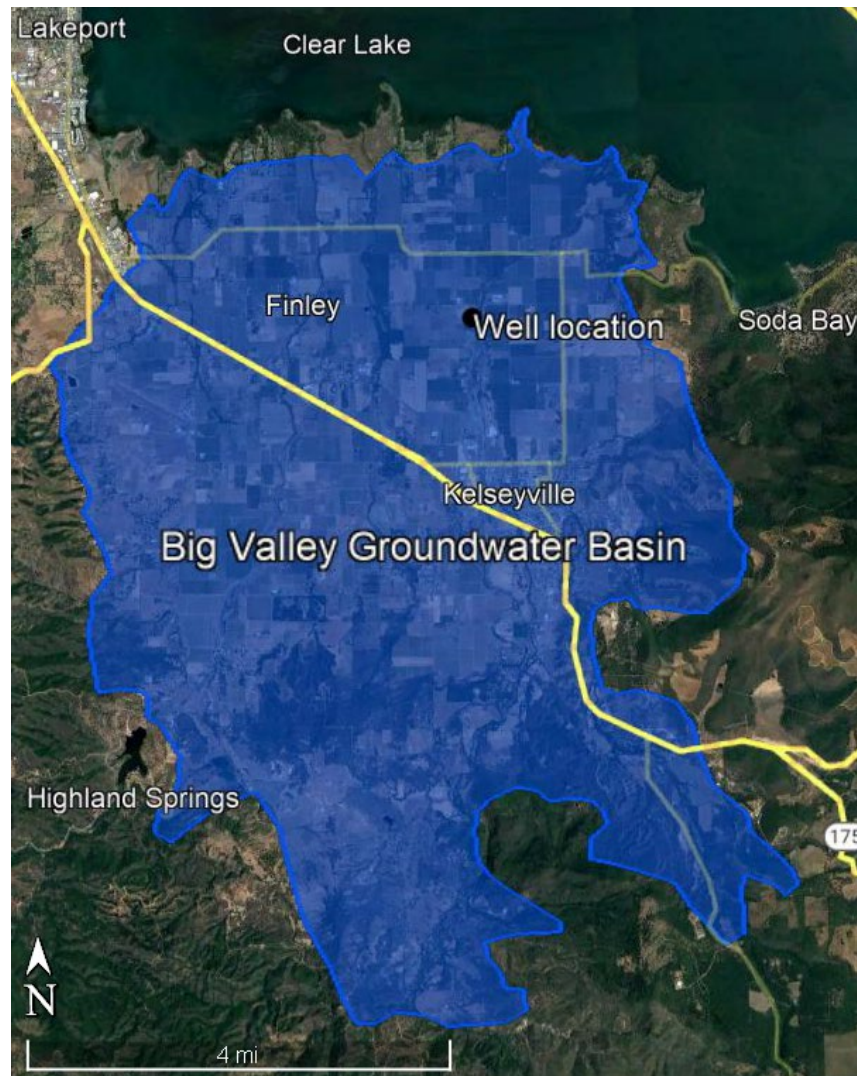 Lakeport
Clear Lake
Finley
Well location
Soda Bay
Kelseyville
Big Valley Groundwater Basin
Highland Springs
175
N
4 mi